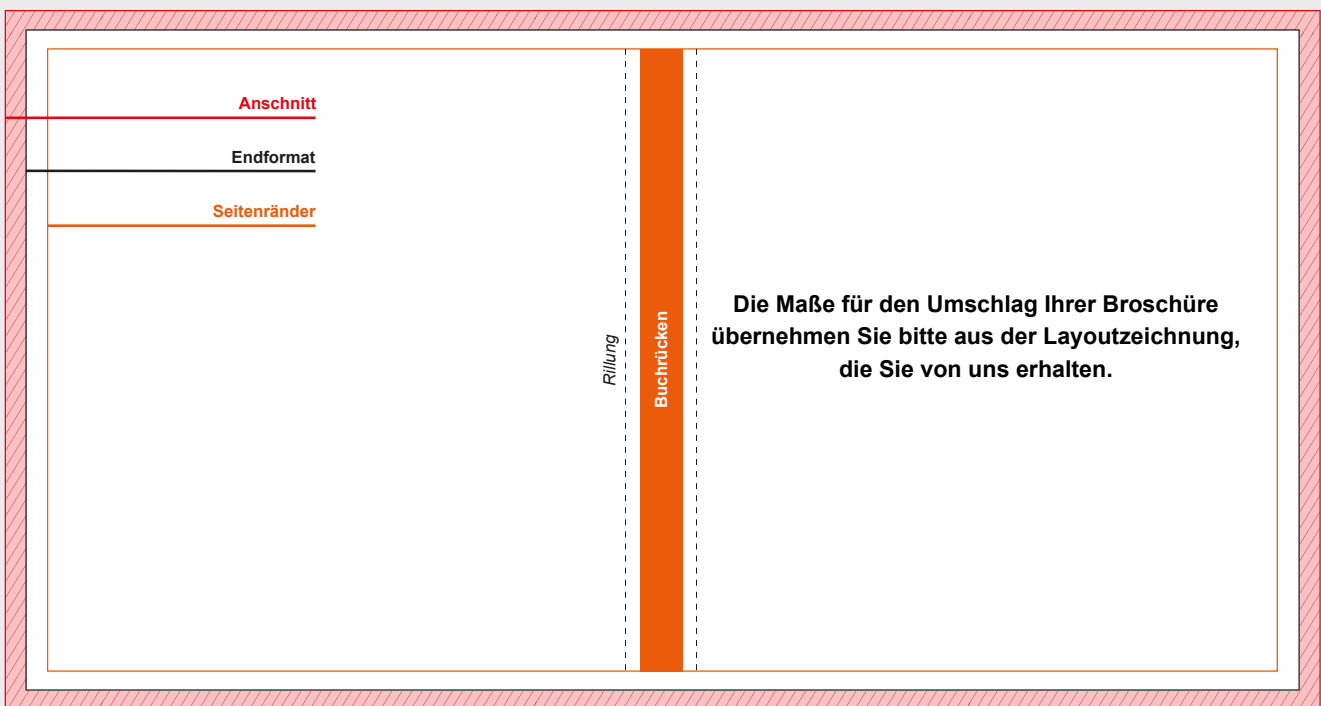 Anschnitt
Endformat
Seitenränder
Rillung
Buchrücken
Die Maße für den Umschlag Ihrer Broschüre
übernehmen Sie bitte aus der Layoutzeichnung,
die Sie von uns erhalten.